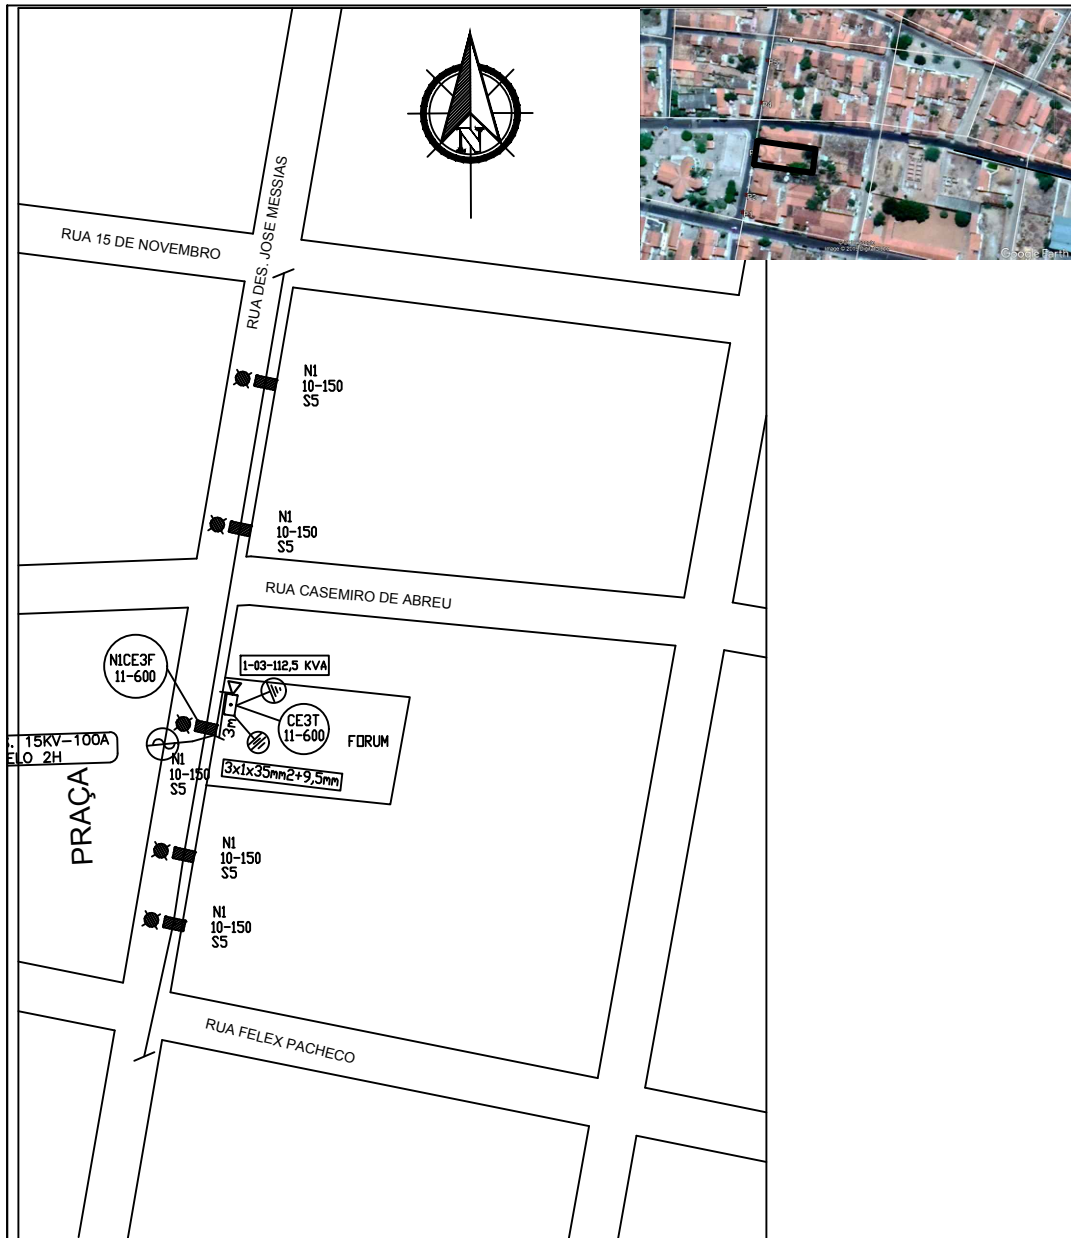 N
Google Earth
RUA 15 DE NOVEMBRO
RUA DES. JOSE MESSIAS
N1
10-150
S5
N1
10-150
S5
RUA CASEMIRO DE ABREU
N1CE3F
11-600
1-03-112,5 KVA
3m
CE3T
11-600
FORUM
15KV-100A
ELO 2H
N1
10-150
S5
3x1x35mm2+9,5mm
PRAÇA
N1
10-150
S5
N1
10-150
S5
RUA FELEX PACHECO